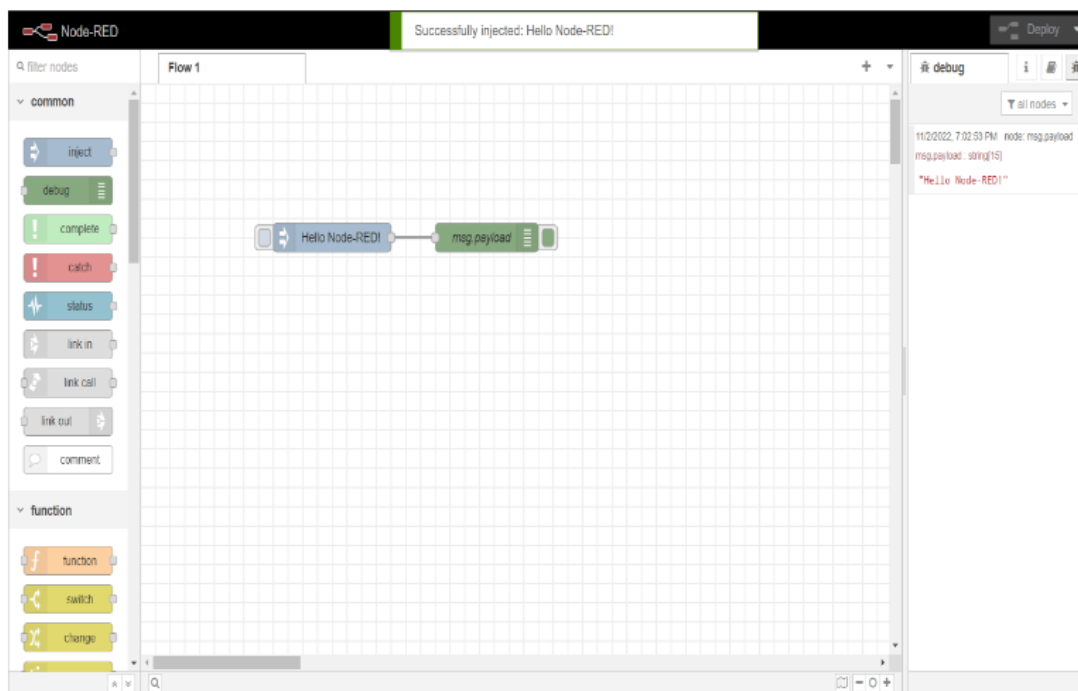 Node-RED
Successfully injected: Hello Node-RED!
Deploy
filter nodes
Flow 1
debug
common
all nodes
inject
debug
complete
catch
status
link in
link call
link out
comment
function
function
switch
change
Hello Node-RED!
msg.payload
11/2/2022, 7:02:53 PM node: msg.payload
msg.payload : string[15]
"Hello Node-RED!"